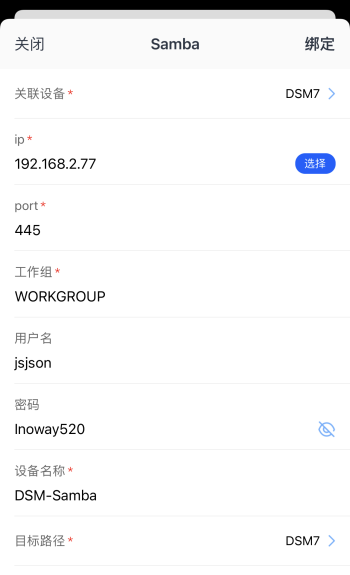 关闭 Samba 绑定
关联设备* DSM7
ip*
192.168.2.77 选择
port*
445
工作组*
WORKGROUP
用户名
jsjson
密码
Inoway520
设备名称*
DSM-Samba
目标路径* DSM7